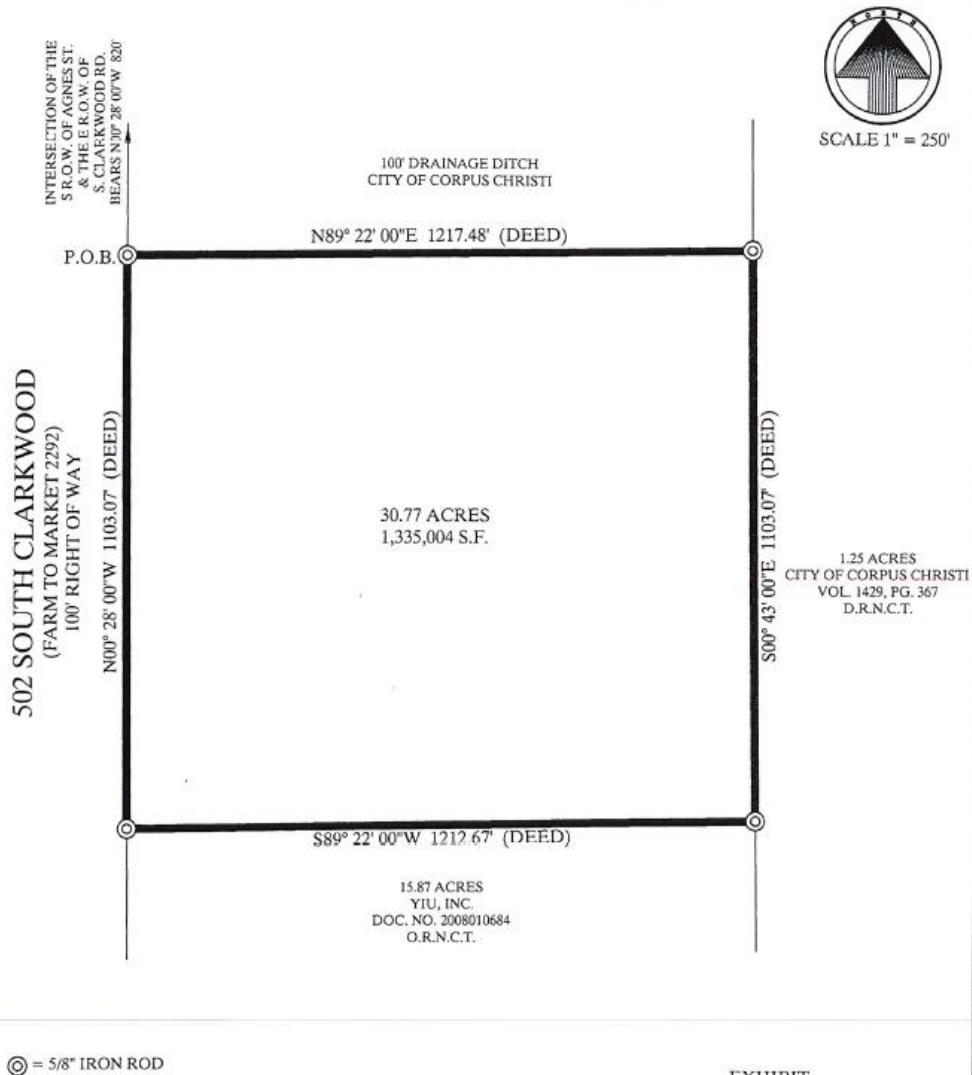 NORTH
SCALE 1" = 250'
INTERSECTION OF THE
S R.O.W. OF AGNES ST.
& THE E R.O.W. OF
S. CLARKWOOD RD.
BEARS N00° 28' 00"W 820'
100' DRAINAGE DITCH
CITY OF CORPUS CHRISTI
N89° 22' 00"E 1217.48' (DEED)
P.O.B.
502 SOUTH CLARKWOOD
(FARM TO MARKET 2292)
100' RIGHT OF WAY
N00° 28' 00"W 1103.07' (DEED)
30.77 ACRES
1,335,004 S.F.
S00° 43' 00"E 1103.07' (DEED)
1.25 ACRES
CITY OF CORPUS CHRISTI
VOL. 1429, PG. 367
D.R.N.C.T.
S89° 22' 00"W 1212.67' (DEED)
15.87 ACRES
YIU, INC.
DOC. NO. 2008010684
O.R.N.C.T.
= 5/8" IRON ROD
EXHIBIT